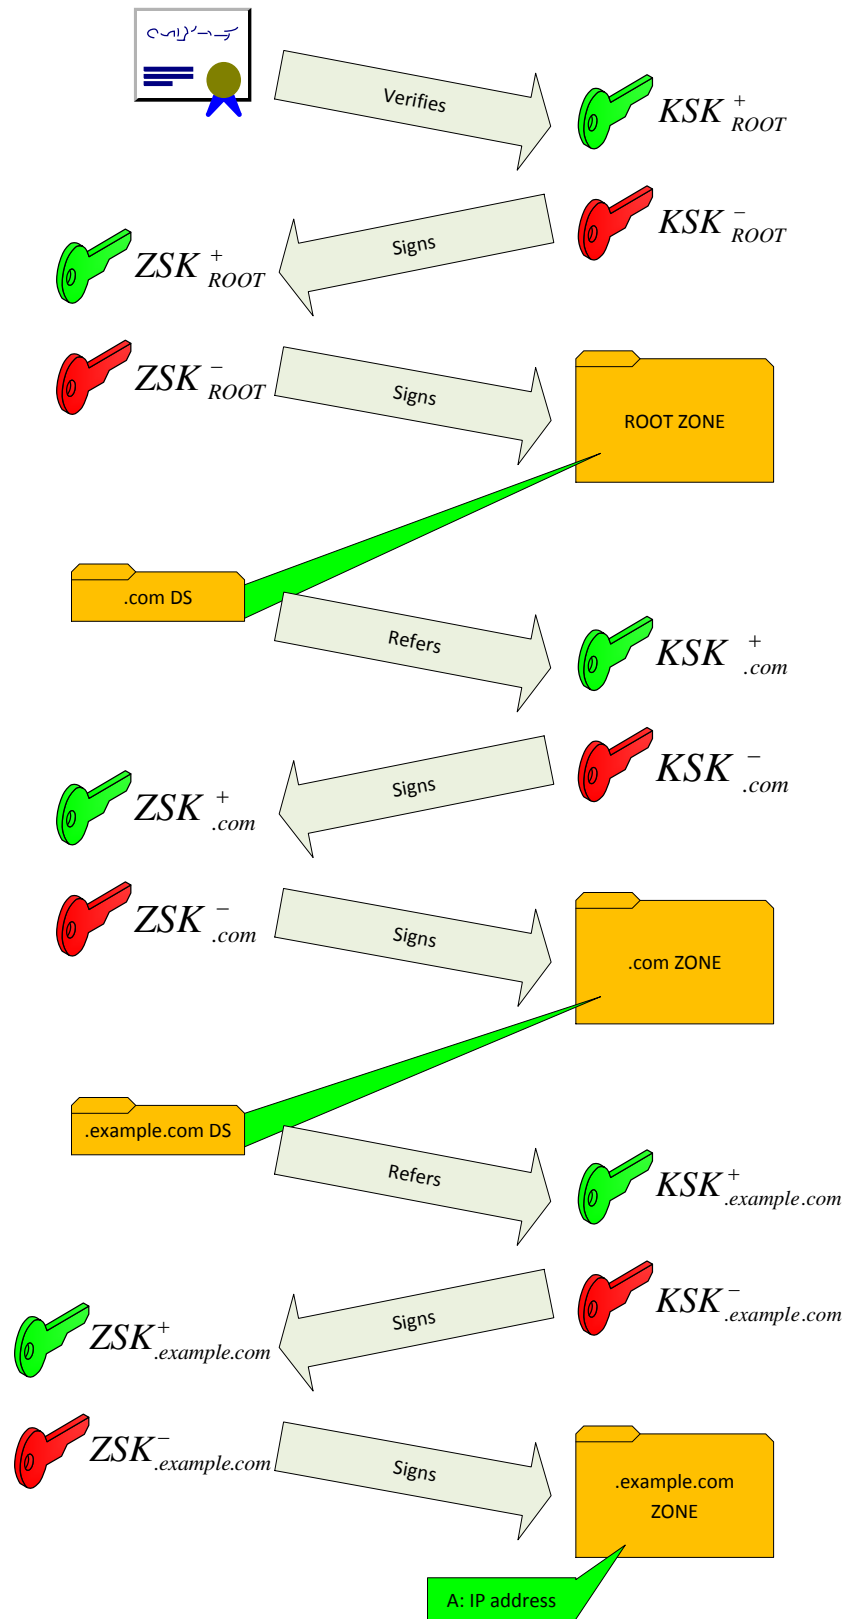 Verifies
KSK + ROOT
KSK − ROOT
Signs
ZSK + ROOT
ZSK − ROOT
Signs
ROOT ZONE
.com DS
Refers
KSK + .com
KSK − .com
Signs
ZSK + .com
ZSK − .com
Signs
.com ZONE
.example.com DS
Refers
KSK + .example.com
KSK − .example.com
Signs
ZSK + .example.com
ZSK − .example.com
Signs
.example.com
ZONE
A: IP address